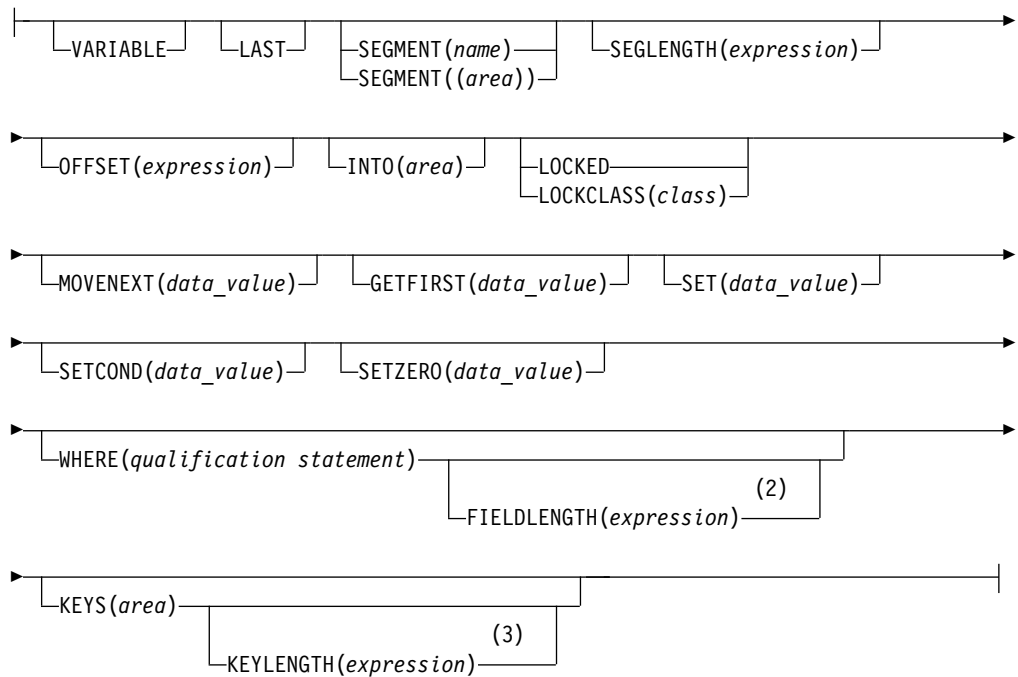 VARIABLE LAST SEGMENT(name) SEGLENGTH(expression)
SEGMENT((area))
OFFSET(expression) INTO(area) LOCKED
LOCKCLASS(class)
MOVENEXT(data_value) GETFIRST(data_value) SET(data_value)
SETCOND(data_value) SETZERO(data_value)
WHERE(qualification statement)
(2)
FIELDLENGTH(expression)
KEYS(area)
(3)
KEYLENGTH(expression)